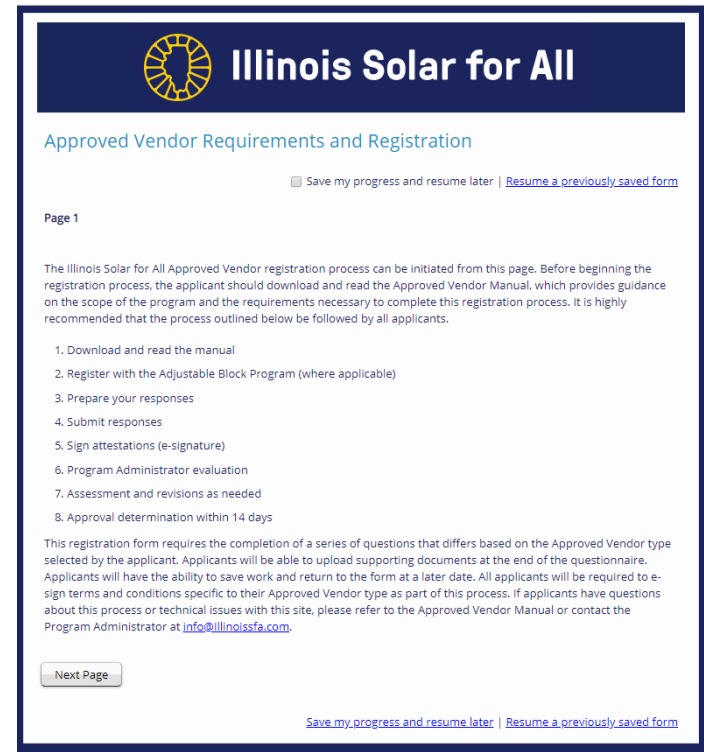 Illinois Solar for All
Approved Vendor Requirements and Registration
Save my progress and resume later | Resume a previously saved form
Page 1
The Illinois Solar for All Approved Vendor registration process can be initiated from this page. Before beginning the
registration process, the applicant should download and read the Approved Vendor Manual, which provides guidance
on the scope of the program and the requirements necessary to complete this registration process. It is highly
recommended that the process outlined below be followed by all applicants.
1. Download and read the manual
2. Register with the Adjustable Block Program (where applicable)
3. Prepare your responses
4. Submit responses
5. Sign attestations (e-signature)
6. Program Administrator evaluation
7. Assessment and revisions as needed
8. Approval determination within 14 days
This registration form requires the completion of a series of questions that differs based on the Approved Vendor type
selected by the applicant. Applicants will be able to upload supporting documents at the end of the questionnaire.
Applicants will have the ability to save work and return to the form at a later date. All applicants will be required to e-
sign terms and conditions specific to their Approved Vendor type as part of this process. If applicants have questions
about this process or technical issues with this site, please refer to the Approved Vendor Manual or contact the
Program Administrator at info@Illinoissfa.com.
Next Page
Save my progress and resume later | Resume a previously saved form